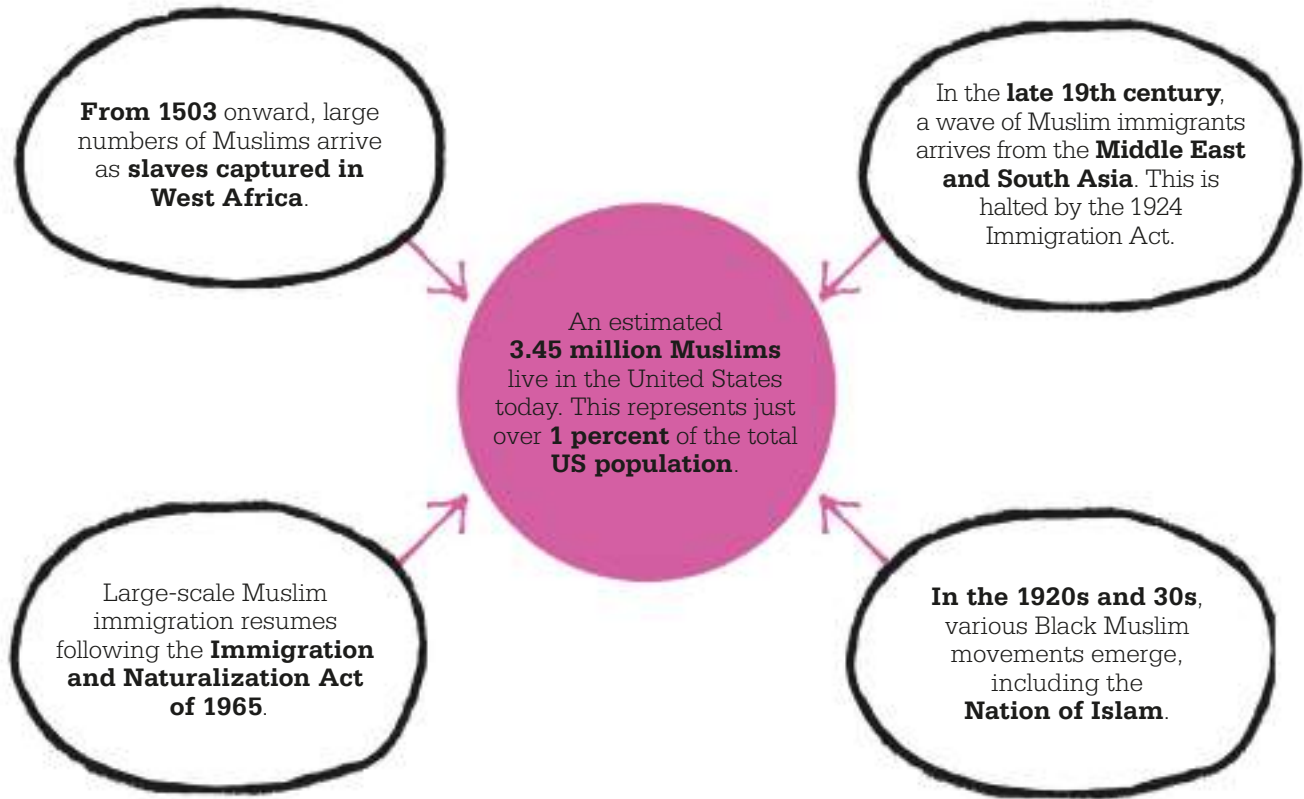 From 1503 onward, large
numbers of Muslims arrive
as slaves captured in
West Africa.
In the late 19th century,
a wave of Muslim immigrants
arrives from the Middle East
and South Asia. This is
halted by the 1924
Immigration Act.
An estimated
3.45 million Muslims
live in the United States
today. This represents just
over 1 percent of the total
US population.
Large-scale Muslim
immigration resumes
following the Immigration
and Naturalization Act
of 1965.
In the 1920s and 30s,
various Black Muslim
movements emerge,
including the
Nation of Islam.